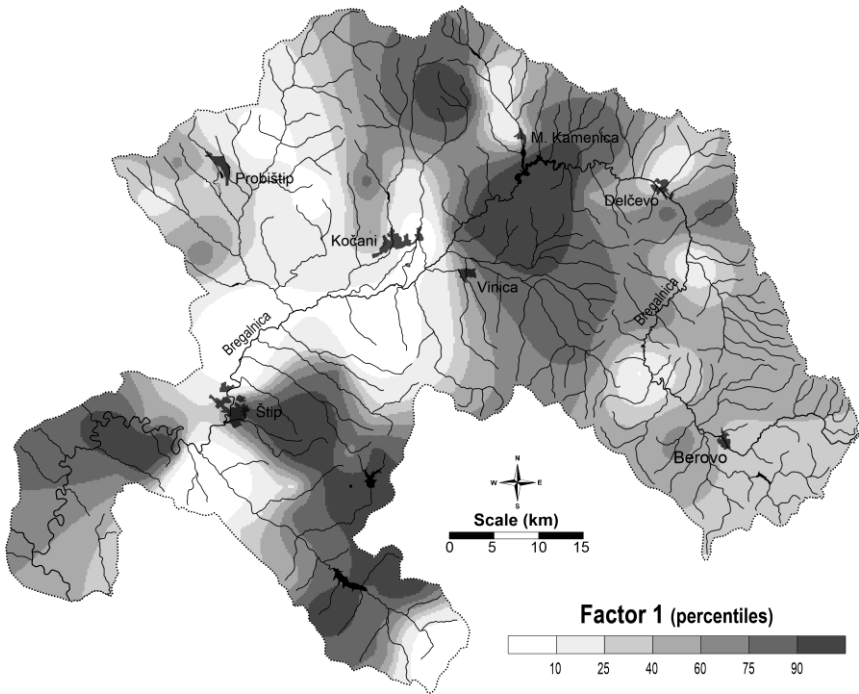 M. Kamenica
Probištip
Delčevo
Kočani
Vinica
Bregalnica
Bregalnica
Štip
Berovo
N
W E
S
Scale (km)
0 5 10 15
Factor 1 (percentiles)
10 25 40 60 75 90